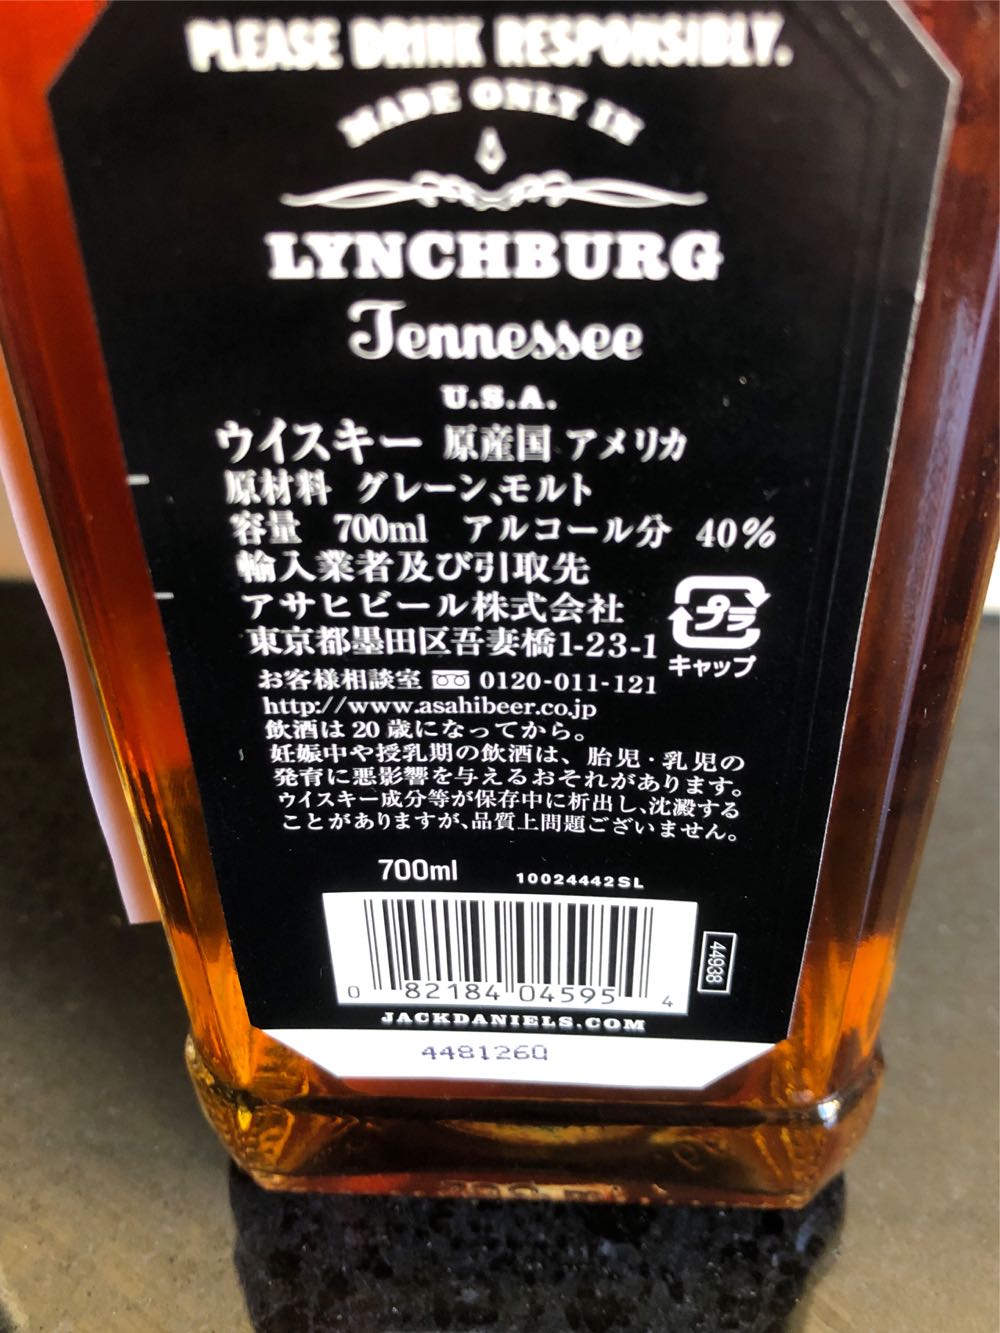 PLEASE DRINK RESPONSIBLY.
MADE ONLY IN
LYNCHBURG
Tennessee
U.S.A.
ウイスキー 原産国 アメリカ
原材料 グレーン、モルト
容量 700ml アルコール分 40%
輸入業者及び引取先
アサヒビール株式会社
東京都墨田区吾妻橋1-23-1
プラ
キャップ
お客様相談室 0120-011-121
http://www.asahibeer.co.jp
飲酒は20歳になってから。
妊娠中や授乳期の飲酒は、胎児・乳児の
発育に悪影響を与えるおそれがあります。
ウイスキー成分等が保存中に析出し、沈澱する
ことがありますが、品質上問題ございません。
700ml 10024442SL
0 82184 04595 4
44938
JACKDANIELS.COM
448126Q